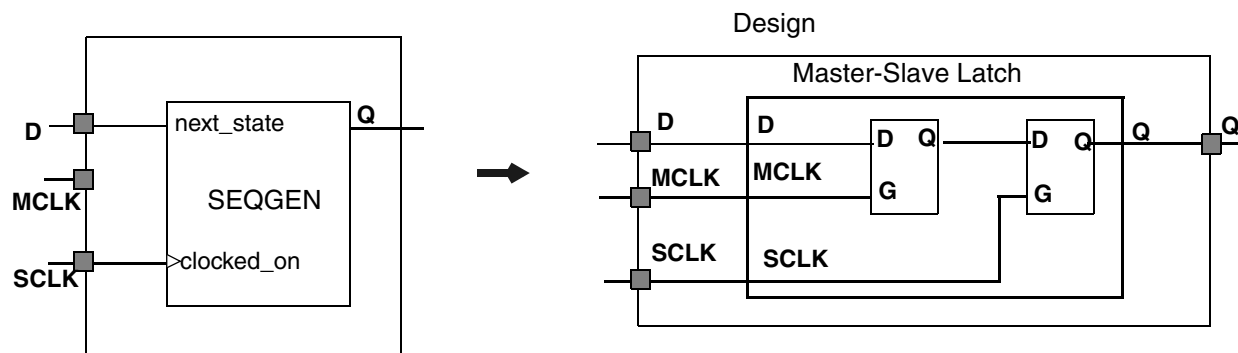 Design
D
next_state
Q
MCLK
SEQGEN
SCLK
clocked_on
Master-Slave Latch
D
D
D
Q
D
Q
Q
Q
MCLK
MCLK
G
G
SCLK
SCLK